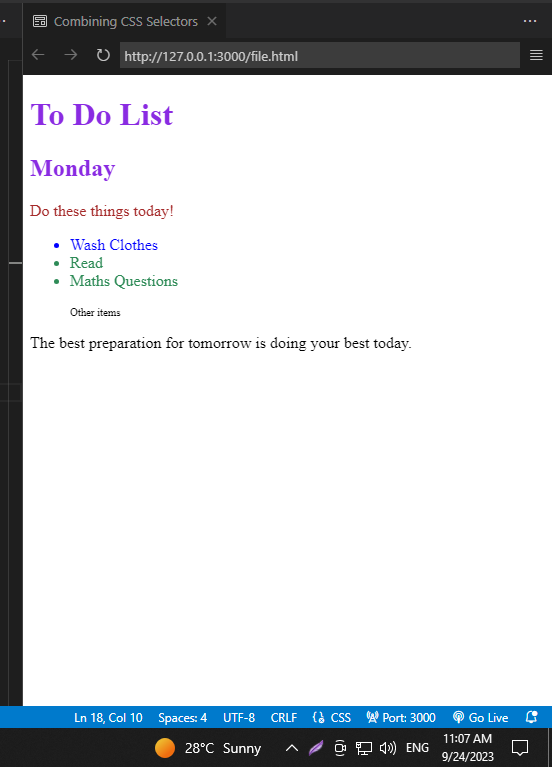 Combining CSS Selectors
http://127.0.0.1:3000/file.html
To Do List
Monday
Do these things today!
Wash Clothes
Read
Maths Questions
Other items
The best preparation for tomorrow is doing your best today.
Ln 18, Col 10 Spaces: 4 UTF-8 CRLF CSS Port: 3000 Go Live
28°C Sunny ENG 11:07 AM
9/24/2023